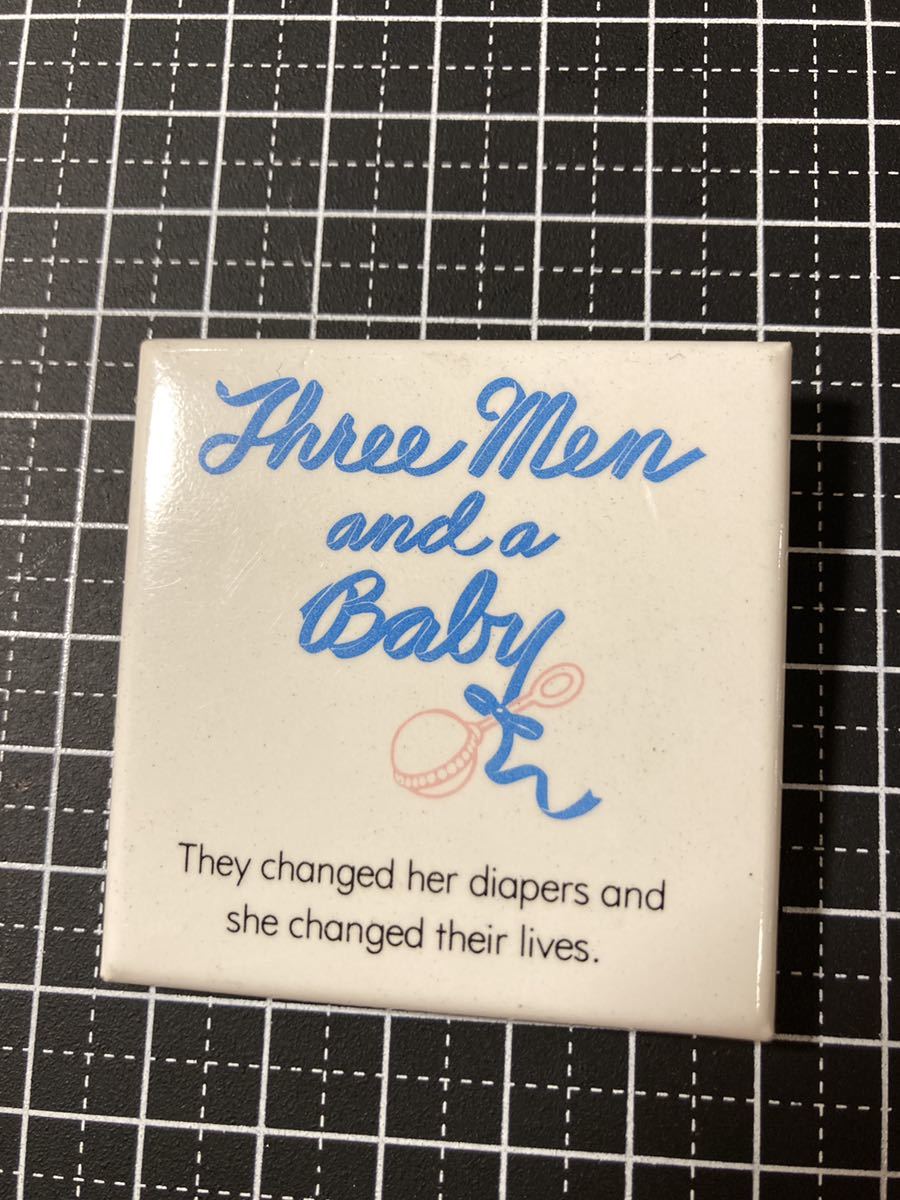 Three Men
and a
Baby
They changed her diapers and
she changed their lives.